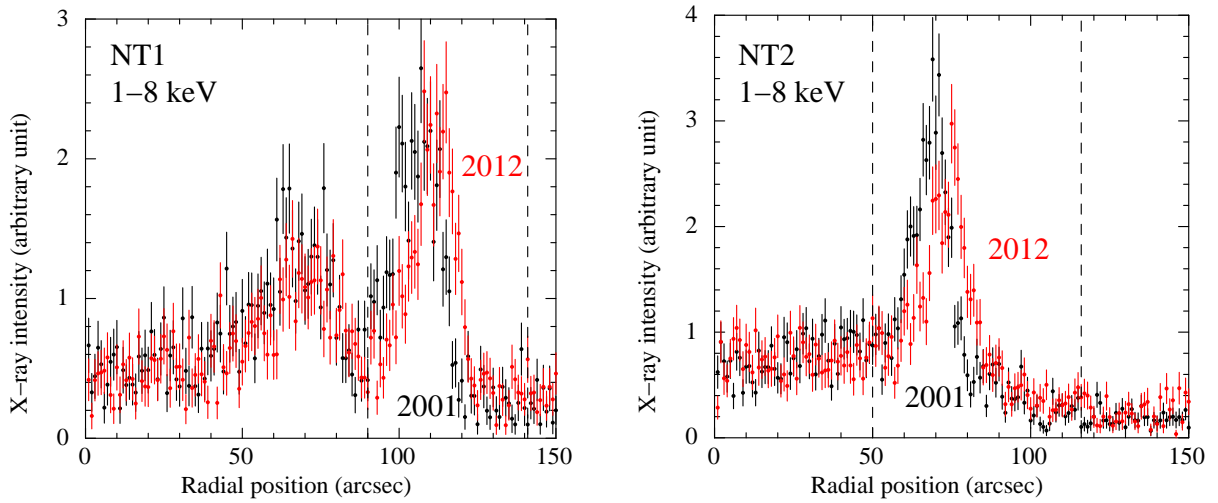 NT1
1–8 keV
2012
2001
0
1
2
3
0
50
100
150
X–ray intensity (arbitrary unit)
Radial position (arcsec)
NT2
1–8 keV
2012
2001
0
1
2
3
4
0
50
100
150
X–ray intensity (arbitrary unit)
Radial position (arcsec)